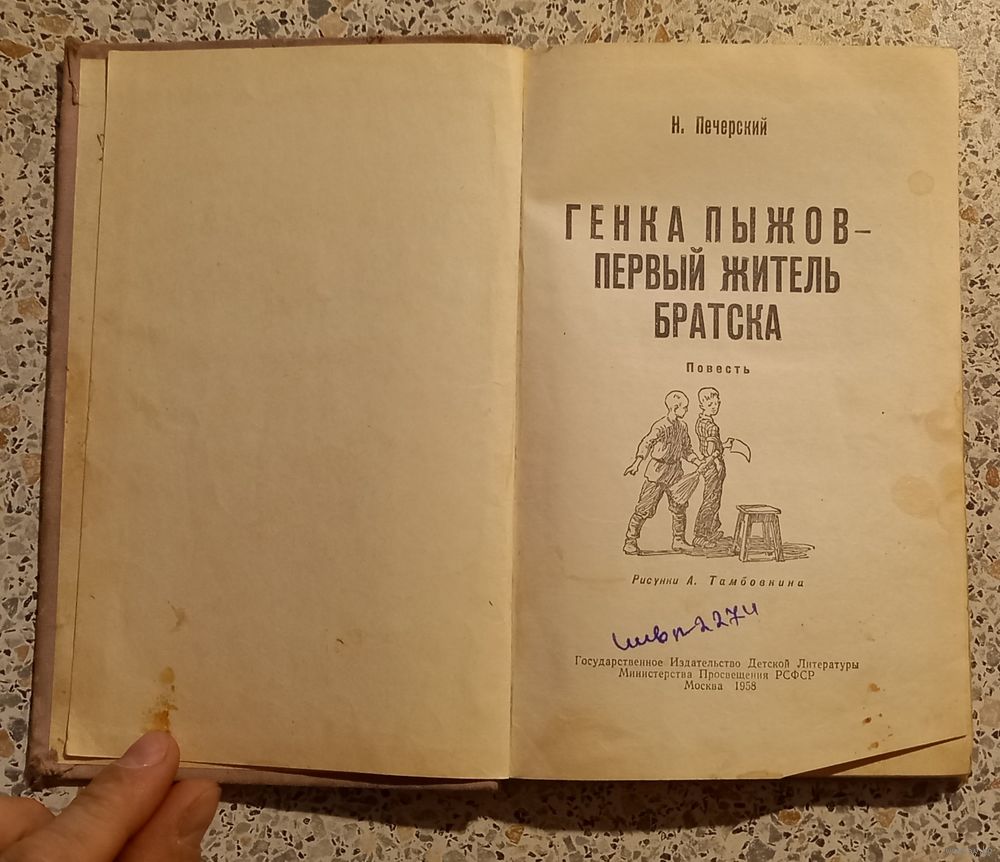 Н. Печерский
ГЕНКА ПЫЖОВ–
ПЕРВЫЙ ЖИТЕЛЬ
БРАТСКА
Повесть
Рисунки А. Тамбовкина
Государственное Издательство Детской Литературы
Министерства Просвещения РСФСР
Москва 1958